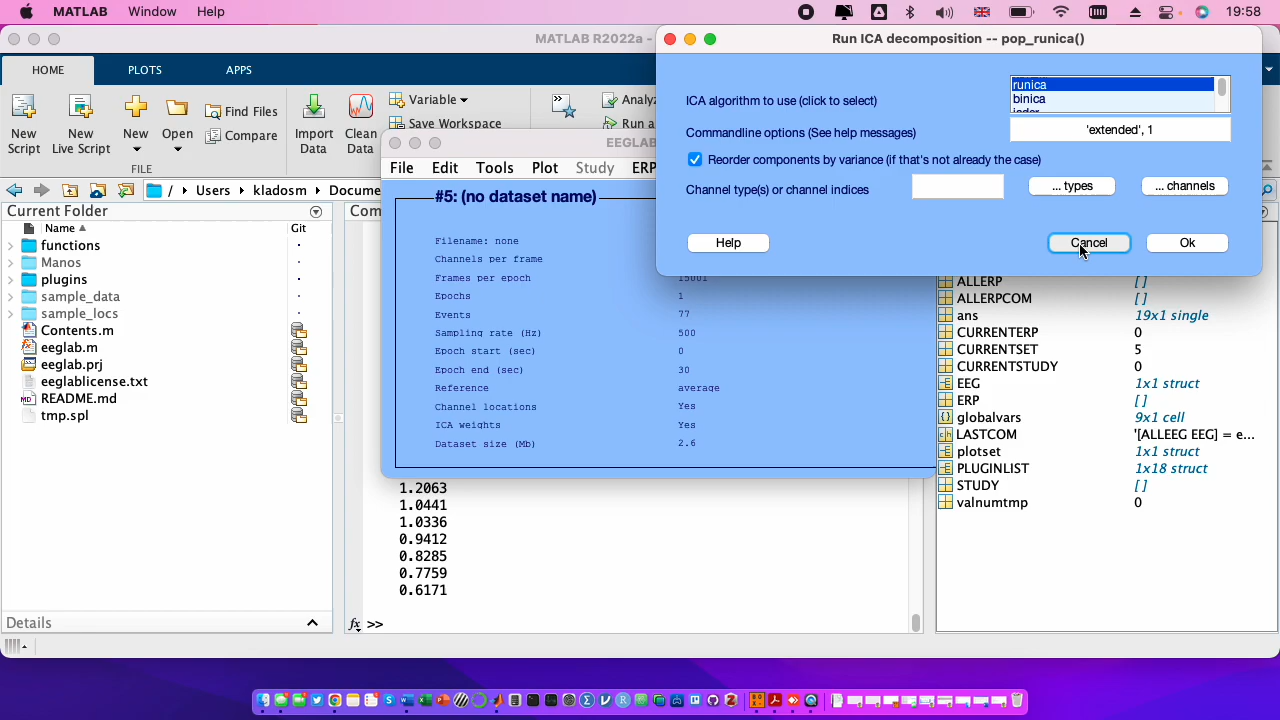 MATLAB Window Help 19:58
MATLAB R2022a -
Run ICA decomposition -- pop_runica()
HOME PLOTS APPS
ICA algorithm to use (click to select)
runica
binica
Commandline options (See help messages)
'extended', 1
Reorder components by variance (if that's not already the case)
Channel type(s) or channel indices
... types ... channels
Help Cancel Ok
New Script
New Live Script
New
Open
Find Files
Compare
Import Data
Clean Data
Variable
Save Workspace
Analyz
Run a
FILE
EEGLAB
File Edit Tools Plot Study ERP
/ Users kladosm Docume
Current Folder
Name Git
functions
Manos
plugins
sample_data
sample_locs
Contents.m
eeglab.m
eeglab.prj
eeglablicense.txt
README.md
tmp.spl
Details
Com
#5: (no dataset name)
Filename: none
Channels per frame
Frames per epoch 15001
Epochs 1
Events 77
Sampling rate (Hz) 500
Epoch start (sec) 0
Epoch end (sec) 30
Reference average
Channel locations Yes
ICA weights Yes
Dataset size (Mb) 2.6
1.2063
1.0441
1.0336
0.9412
0.8285
0.7759
0.6171
fx >>
ALLERP []
ALLERPCOM []
ans 19x1 single
CURRENTERP 0
CURRENTSET 5
CURRENTSTUDY 0
EEG 1x1 struct
ERP []
globalvars 9x1 cell
LASTCOM '[ALLEEG EEG] = e...
plotset 1x1 struct
PLUGINLIST 1x18 struct
STUDY []
valnumtmp 0